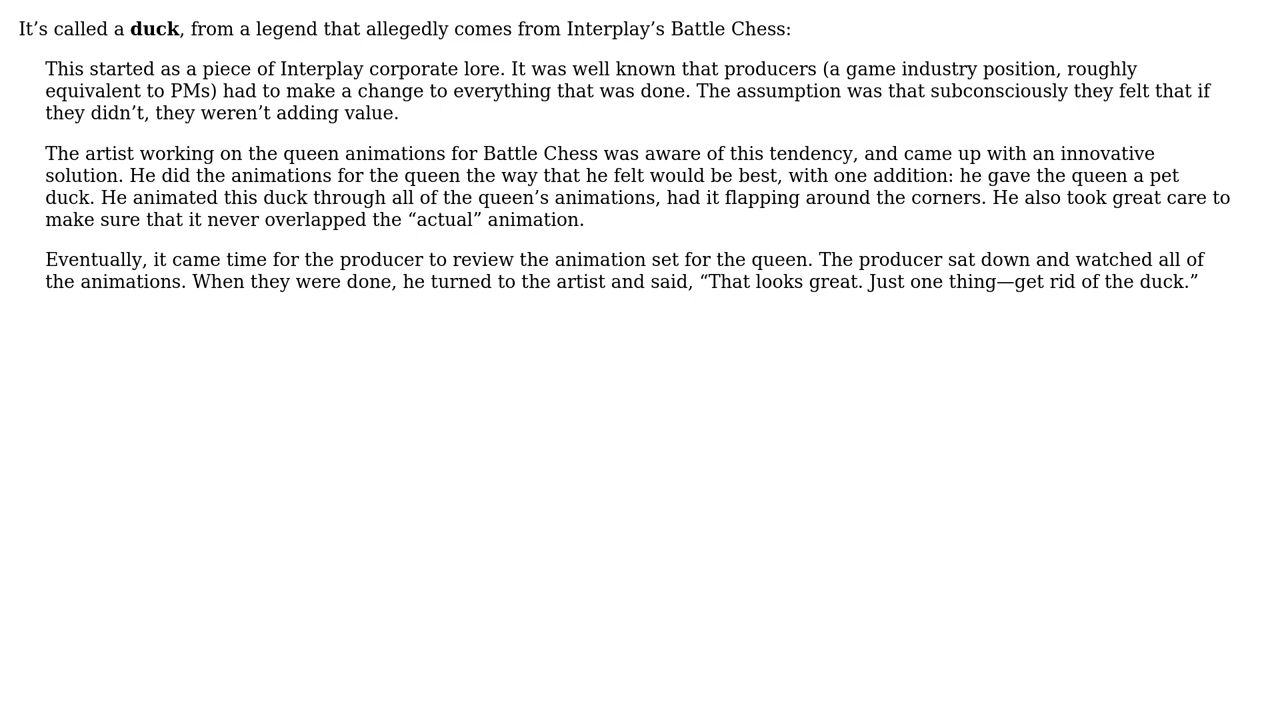 It’s called a duck, from a legend that allegedly comes from Interplay’s Battle Chess:
This started as a piece of Interplay corporate lore. It was well known that producers (a game industry position, roughly
equivalent to PMs) had to make a change to everything that was done. The assumption was that subconsciously they felt that if
they didn’t, they weren’t adding value.
The artist working on the queen animations for Battle Chess was aware of this tendency, and came up with an innovative
solution. He did the animations for the queen the way that he felt would be best, with one addition: he gave the queen a pet
duck. He animated this duck through all of the queen’s animations, had it flapping around the corners. He also took great care to
make sure that it never overlapped the “actual” animation.
Eventually, it came time for the producer to review the animation set for the queen. The producer sat down and watched all of
the animations. When they were done, he turned to the artist and said, “That looks great. Just one thing—get rid of the duck.”